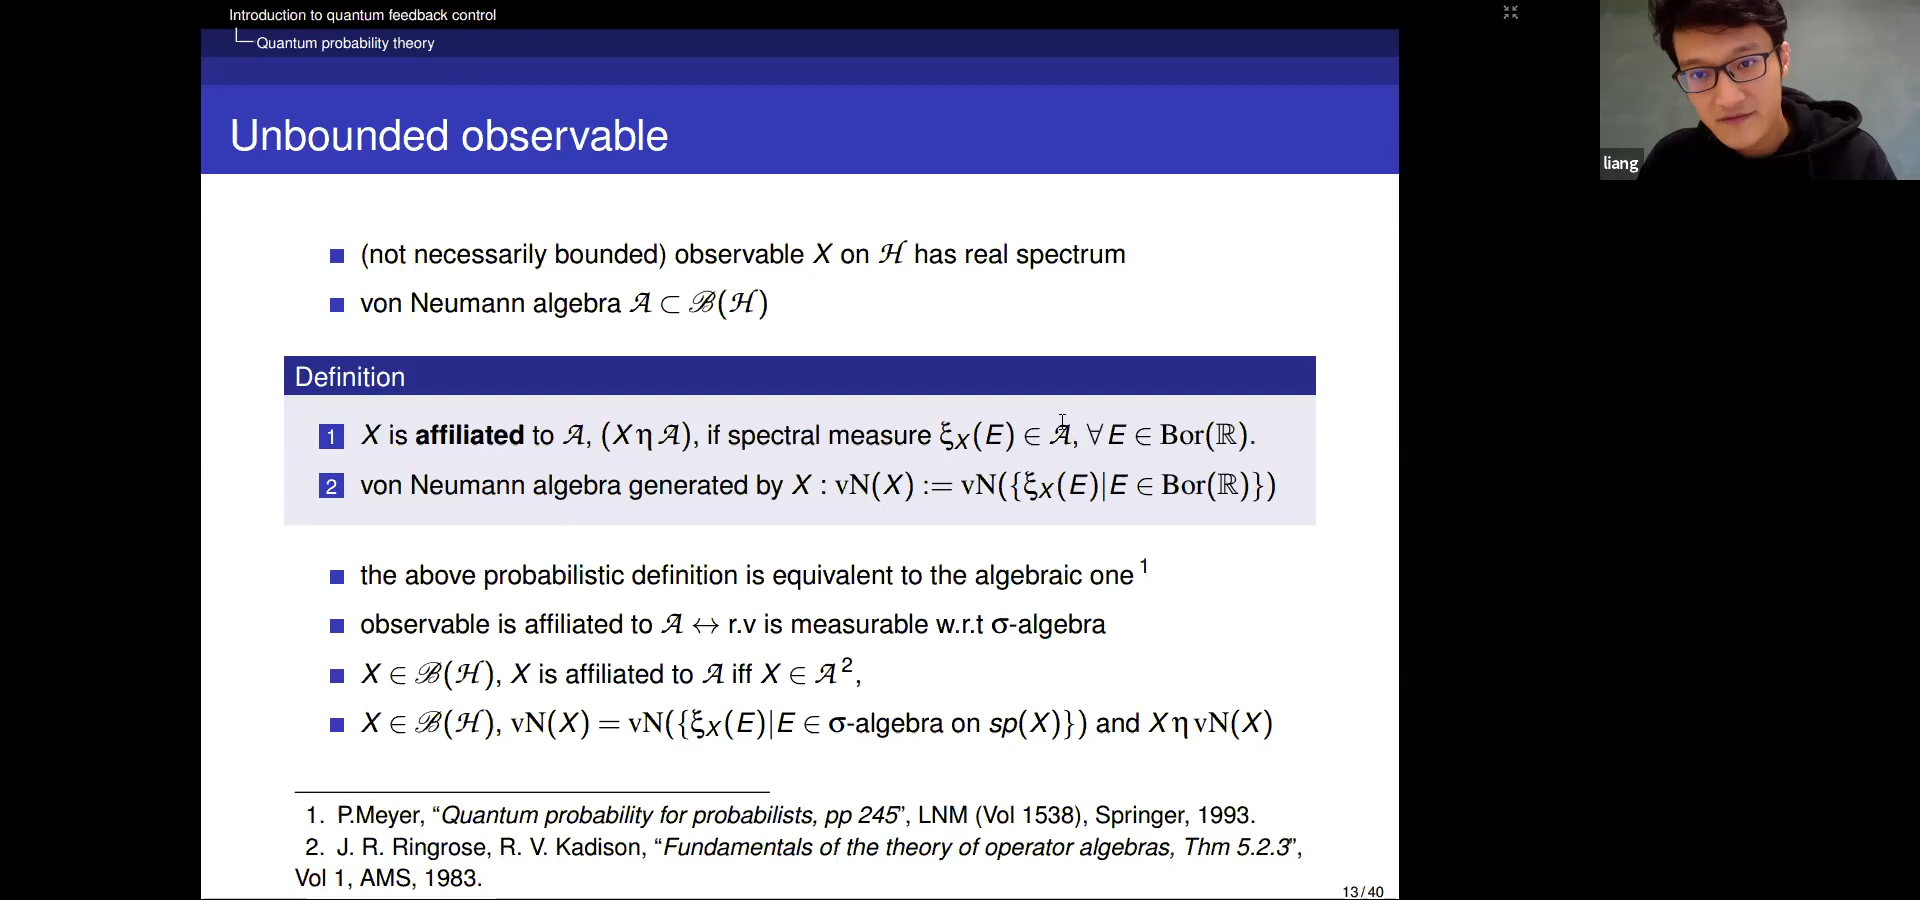 Introduction to quantum feedback control
Quantum probability theory
liang
Unbounded observable
(not necessarily bounded) observable X on ℋ has real spectrum
von Neumann algebra 𝒜 ⊂ ℬ(ℋ)
Definition
1 X is affiliated to 𝒜, (X η 𝒜), if spectral measure ξ_X(E) ∈ 𝒜, ∀ E ∈ Bor(ℝ).
2 von Neumann algebra generated by X : vN(X) := vN({ξ_X(E)|E ∈ Bor(ℝ)})
the above probabilistic definition is equivalent to the algebraic one ¹
observable is affiliated to 𝒜 ↔ r.v is measurable w.r.t σ-algebra
X ∈ ℬ(ℋ), X is affiliated to 𝒜 iff X ∈ 𝒜 ²,
X ∈ ℬ(ℋ), vN(X) = vN({ξ_X(E)|E ∈ σ-algebra on sp(X)}) and X η vN(X)
1. P.Meyer, “Quantum probability for probabilists, pp 245”, LNM (Vol 1538), Springer, 1993.
2. J. R. Ringrose, R. V. Kadison, “Fundamentals of the theory of operator algebras, Thm 5.2.3”,
Vol 1, AMS, 1983.
13/40